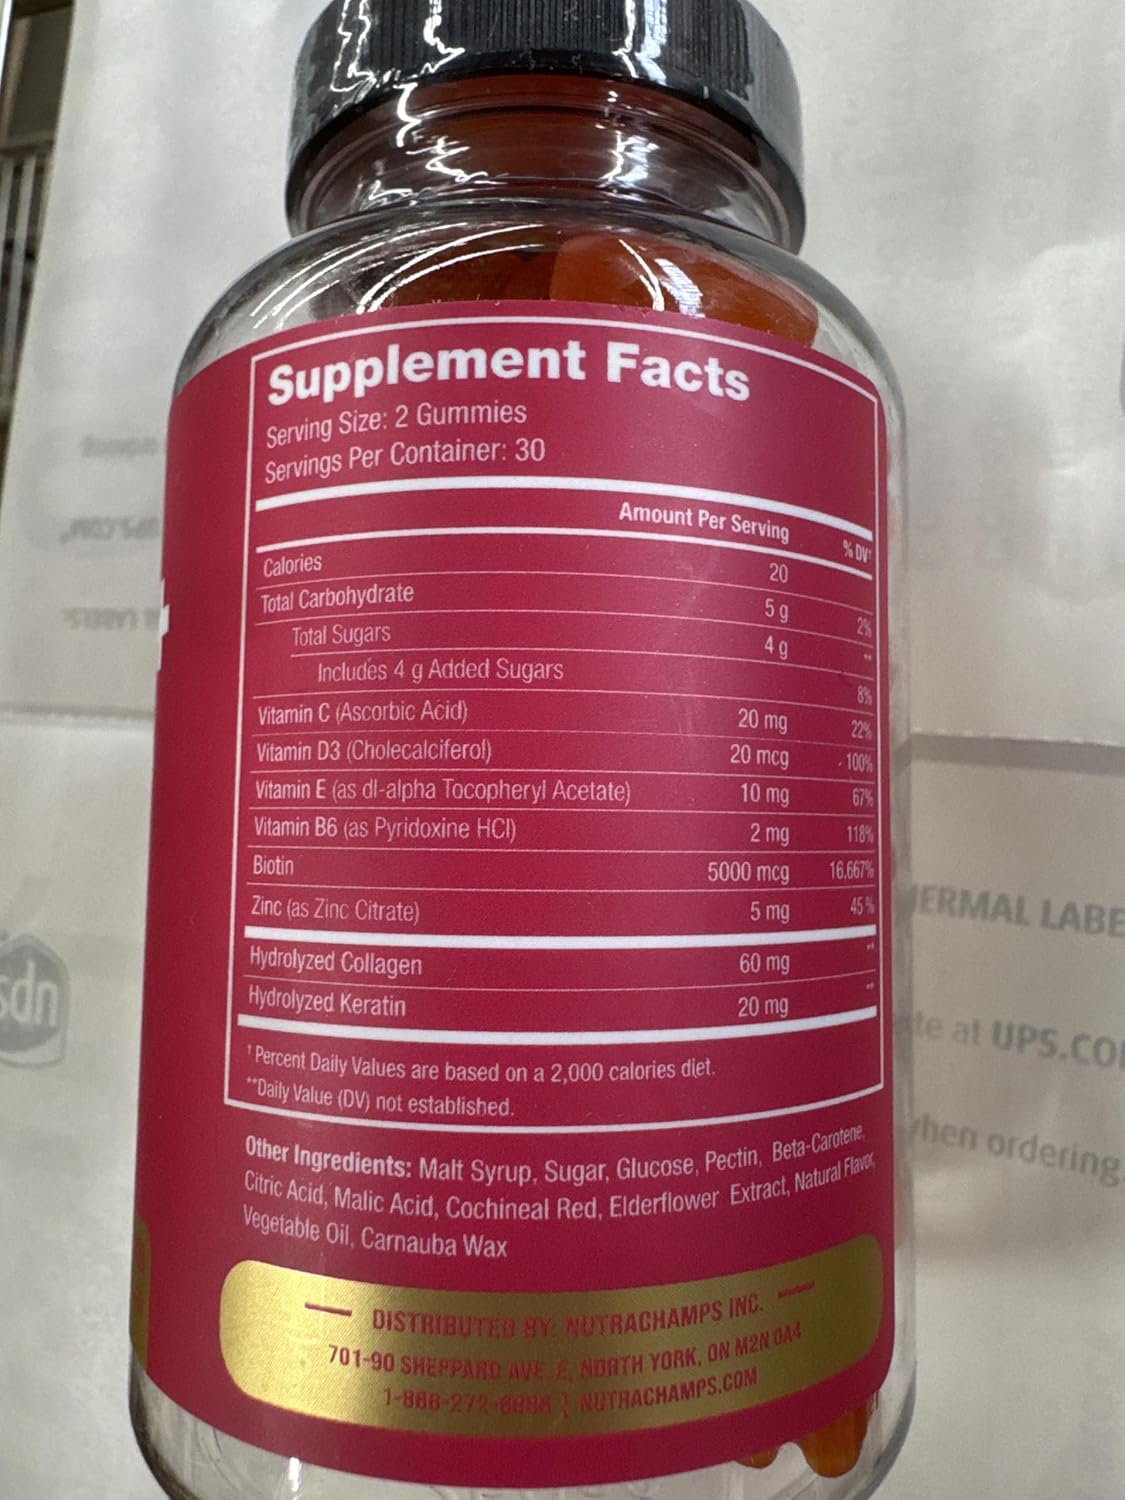 Supplement Facts
Serving Size: 2 Gummies
Servings Per Container: 30
Amount Per Serving % DV†
Calories 20
Total Carbohydrate 5 g 2%
Total Sugars 4 g **
Includes 4 g Added Sugars 8%
Vitamin C (Ascorbic Acid) 20 mg 22%
Vitamin D3 (Cholecalciferol) 20 mcg 100%
Vitamin E (as dl-alpha Tocopheryl Acetate) 10 mg 67%
Vitamin B6 (as Pyridoxine HCl) 2 mg 118%
Biotin 5000 mcg 16.667%
Zinc (as Zinc Citrate) 5 mg 45 %
Hydrolyzed Collagen 60 mg **
Hydrolyzed Keratin 20 mg **
† Percent Daily Values are based on a 2,000 calories diet.
**Daily Value (DV) not established.
Other Ingredients: Malt Syrup, Sugar, Glucose, Pectin, Beta-Carotene,
Citric Acid, Malic Acid, Cochineal Red, Elderflower Extract, Natural Flavor,
Vegetable Oil, Carnauba Wax
DISTRIBUTED BY: NUTRACHAMPS INC.
701-90 SHEPPARD AVE. E, NORTH YORK, ON M2N 0A4
NUTRACHAMPS.COM
ups
ERMAL LABE
te at UPS.CO
hen ordering